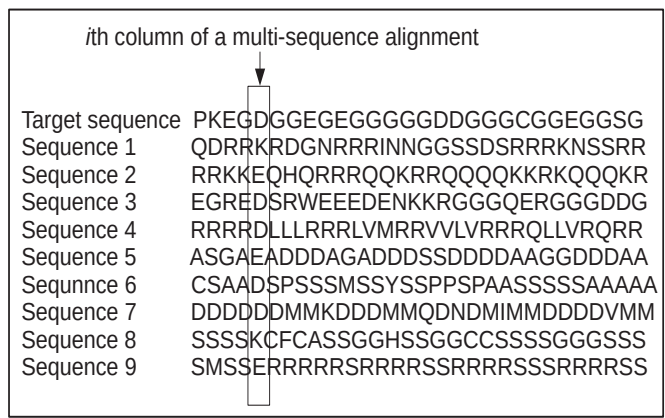 ith column of a multi-sequence alignment
Target sequence PKEGDGGEGEGGGGGDDGGGCGGEGGSG
Sequence 1 QDRRKRDGNRRRINNGGSSDSRRRKNSSRR
Sequence 2 RRKKEQHQRRRQQKRRQQQQKKRKQQQKR
Sequence 3 EGREDSRWEEEDENKKRGGGQERGGGDDG
Sequence 4 RRRRDLLLRRRLVMRRVVLVRRRQLLVRQRR
Sequence 5 ASGAEADDDAGADDDSSDDDDAAGGDDDAA
Sequnnce 6 CSAADSPSSSMSSYSSPPSPAASSSSSAAAAA
Sequence 7 DDDDDDMMKDDDMMQDNDMIMMDDDDVMM
Sequence 8 SSSSKCFCASSGGHSSGGCCSSSSGGGSSS
Sequence 9 SMSSERRRRRSRRRRSSRRRRSSSRRRRSS